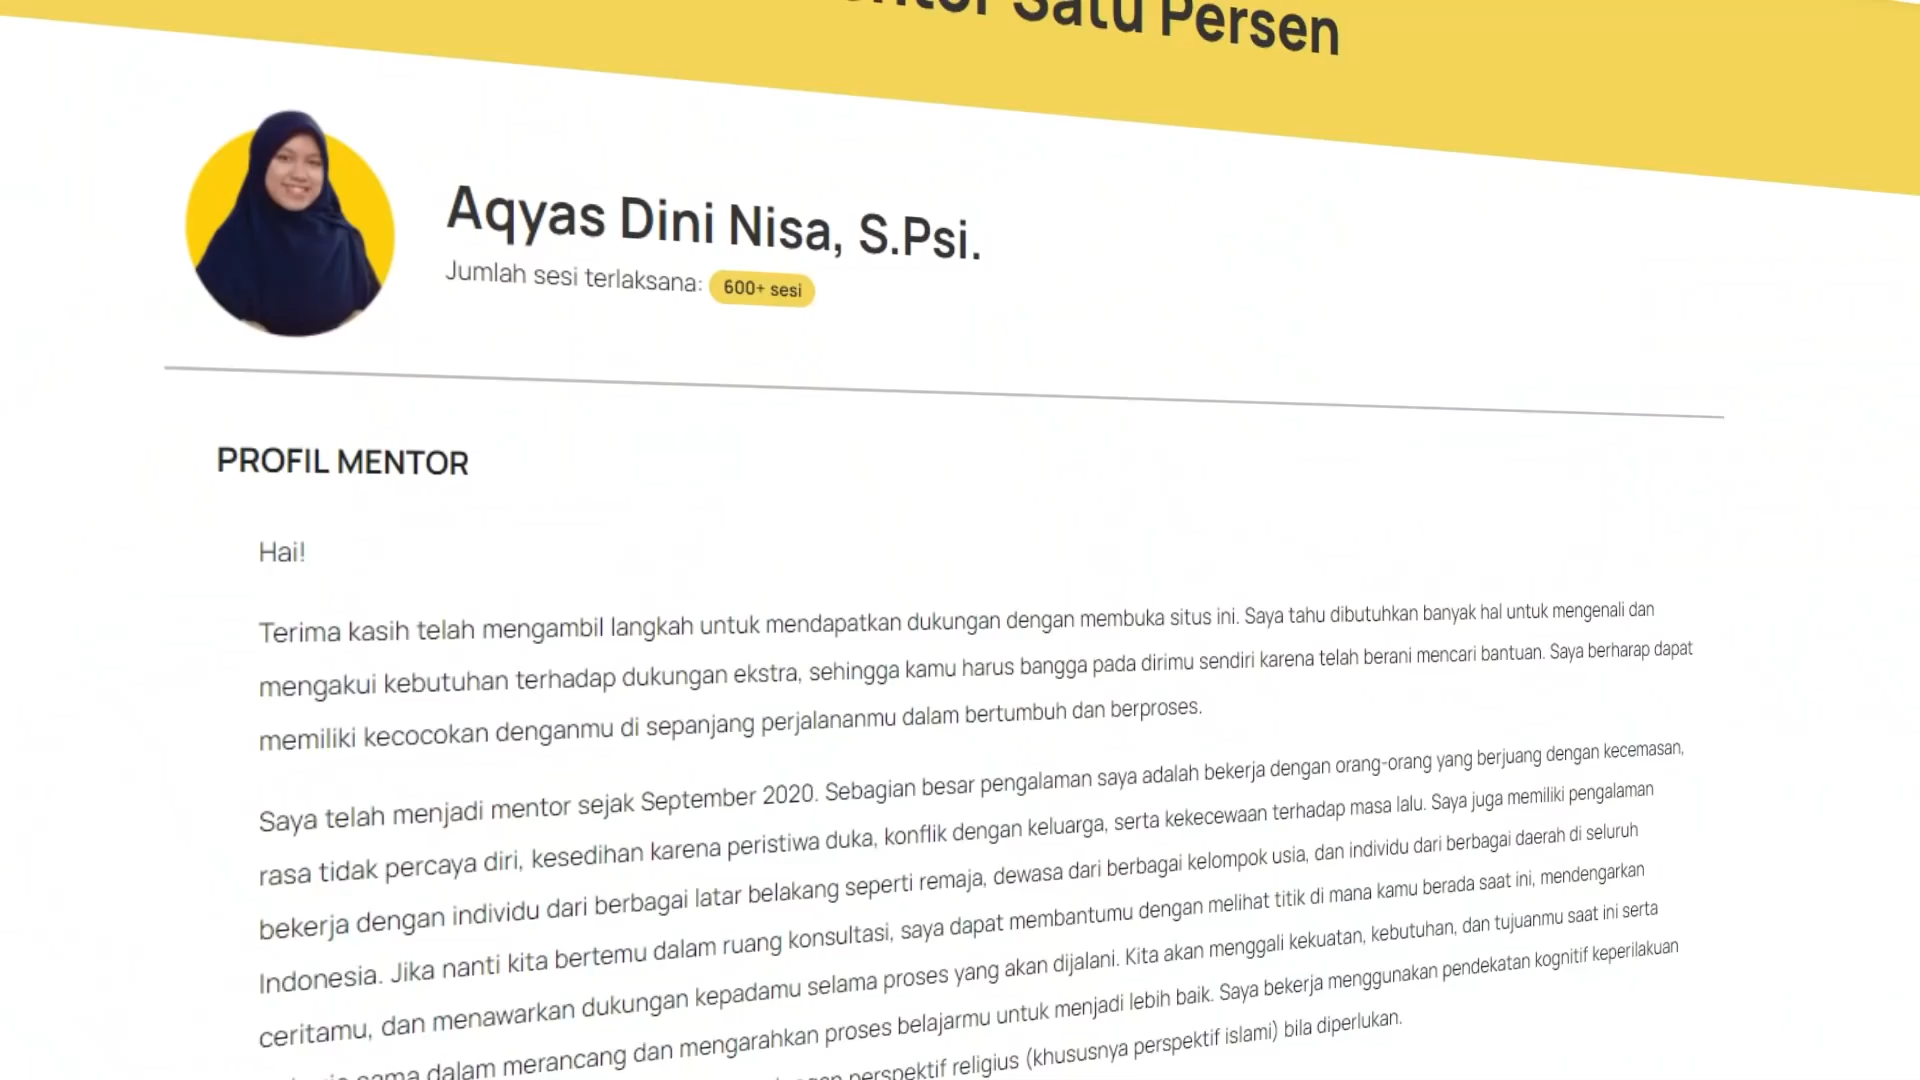 Satu Persen
Aqyas Dini Nisa, S.Psi.
Jumlah sesi terlaksana: 600+ sesi
PROFIL MENTOR
Hai!
Terima kasih telah mengambil langkah untuk mendapatkan dukungan dengan membuka situs ini. Saya tahu dibutuhkan banyak hal untuk mengenali dan
mengakui kebutuhan terhadap dukungan ekstra, sehingga kamu harus bangga pada dirimu sendiri karena telah berani mencari bantuan. Saya berharap dapat
memiliki kecocokan denganmu di sepanjang perjalananmu dalam bertumbuh dan berproses.
Saya telah menjadi mentor sejak September 2020. Sebagian besar pengalaman saya adalah bekerja dengan orang-orang yang berjuang dengan kecemasan,
rasa tidak percaya diri, kesedihan karena peristiwa duka, konflik dengan keluarga, serta kekecewaan terhadap masa lalu. Saya juga memiliki pengalaman
bekerja dengan individu dari berbagai latar belakang seperti remaja, dewasa dari berbagai kelompok usia, dan individu dari berbagai daerah di seluruh
Indonesia. Jika nanti kita bertemu dalam ruang konsultasi, saya dapat membantumu dengan melihat titik di mana kamu berada saat ini, mendengarkan
ceritamu, dan menawarkan dukungan kepadamu selama proses yang akan dijalani. Kita akan menggali kekuatan, kebutuhan, dan tujuanmu saat ini serta
sama dalam merancang dan mengarahkan proses belajarmu untuk menjadi lebih baik. Saya bekerja menggunakan pendekatan kognitif keperilakuan
perspektif religius (khususnya perspektif islami) bila diperlukan.